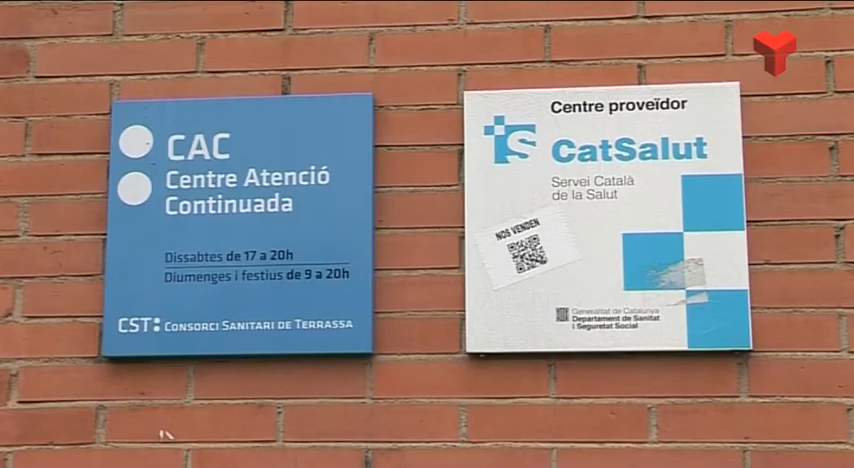 CAC
Centre Atenció
Continuada
Dissabtes de 17 a 20h
Diumenges i festius de 9 a 20h
CST: CONSORCI SANITARI DE TERRASSA
Centre proveïdor
CatSalut
Servei Català
de la Salut
NOS VENDEN
Generalitat de Catalunya
Departament de Sanitat
i Seguretat Social